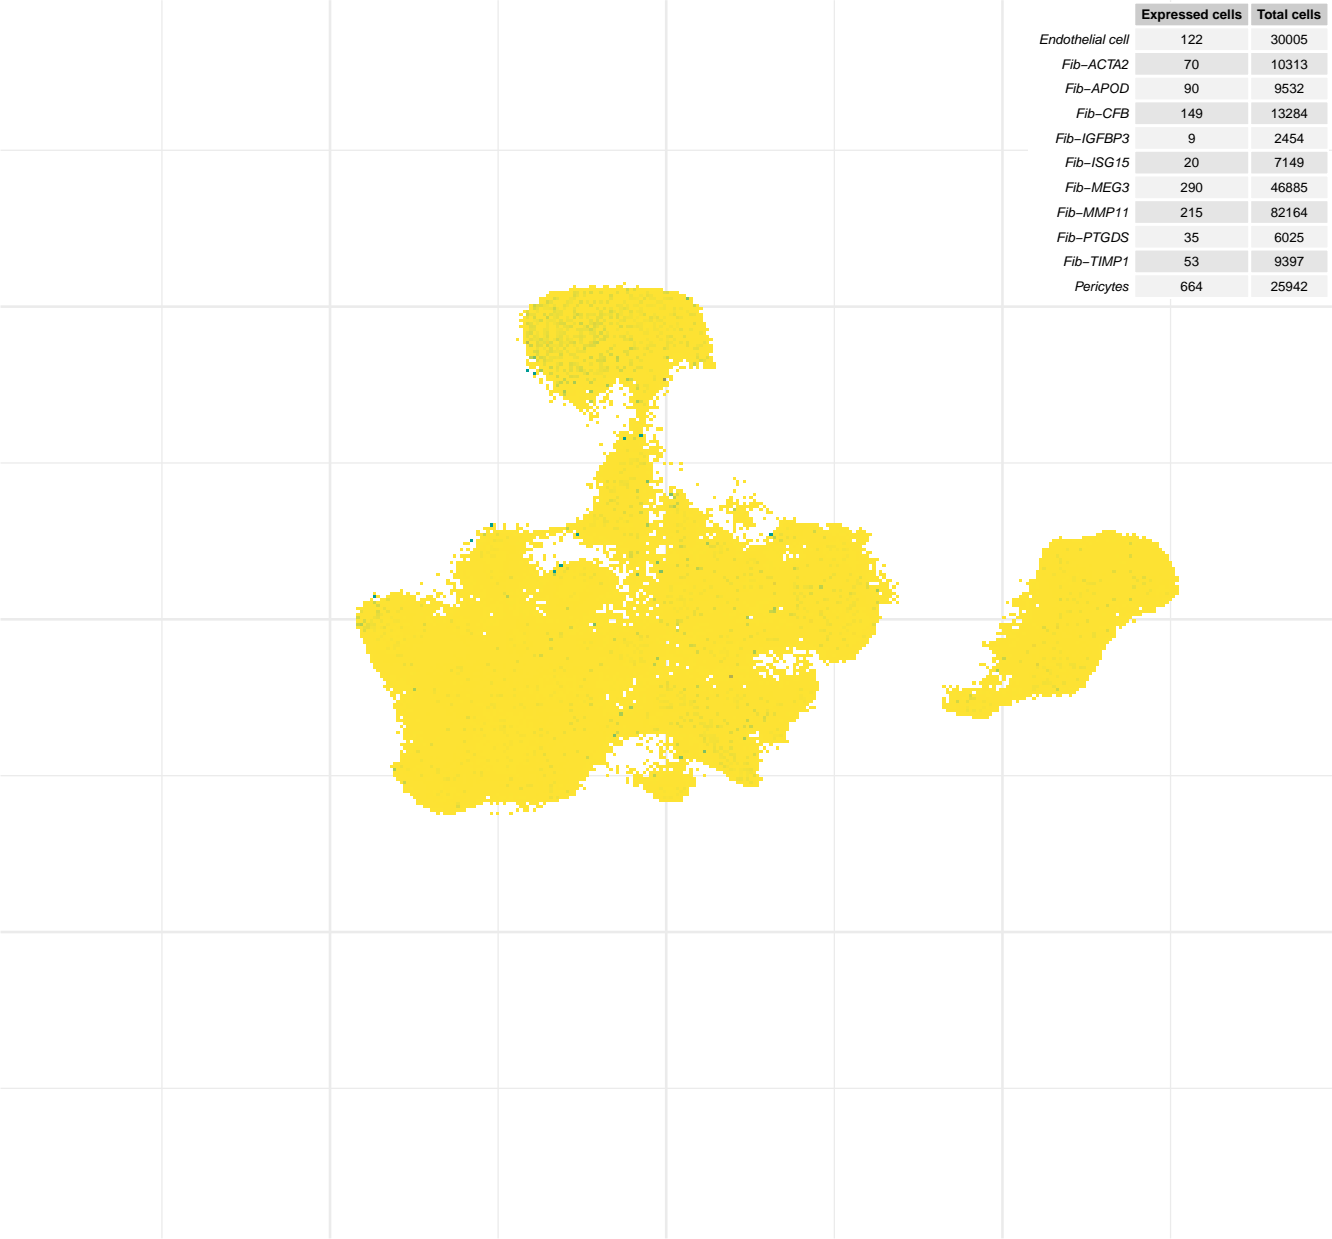 Expressed cells Total cells
Endothelial cell 122 30005
Fib−ACTA2 70 10313
Fib−APOD 90 9532
Fib−CFB 149 13284
Fib−IGFBP3 9 2454
Fib−ISG15 20 7149
Fib−MEG3 290 46885
Fib−MMP11 215 82164
Fib−PTGDS 35 6025
Fib−TIMP1 53 9397
Pericytes 664 25942